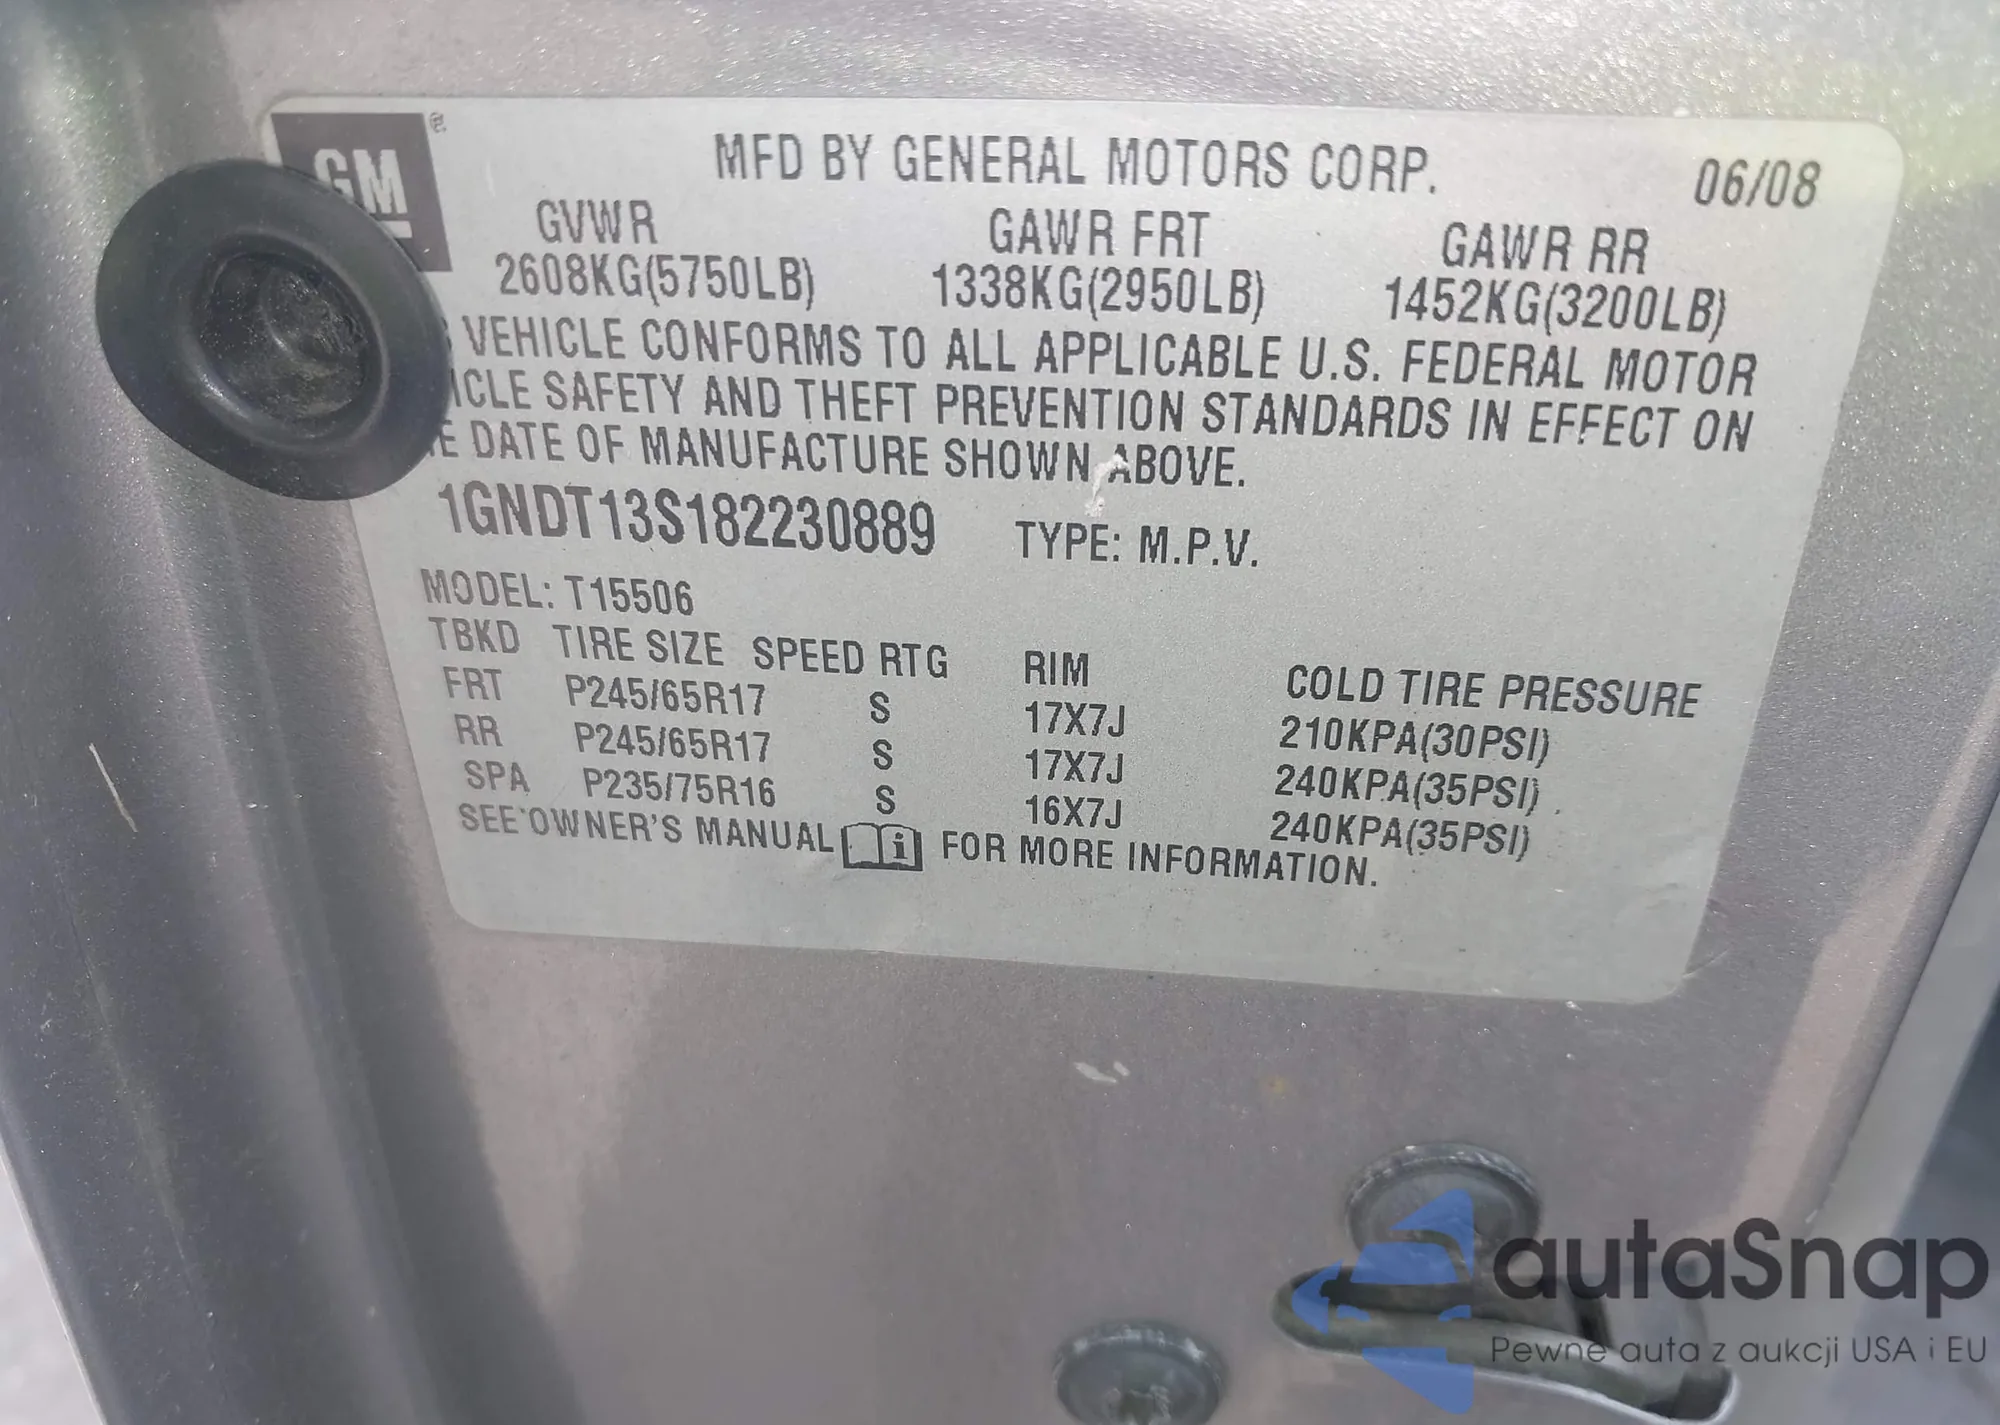 GM
MFD BY GENERAL MOTORS CORP. 06/08
GVWR GAWR FRT GAWR RR
2608KG(5750LB) 1338KG(2950LB) 1452KG(3200LB)
VEHICLE CONFORMS TO ALL APPLICABLE U.S. FEDERAL MOTOR
ICLE SAFETY AND THEFT PREVENTION STANDARDS IN EFFECT ON
E DATE OF MANUFACTURE SHOWN ABOVE.
1GNDT13S182230889 TYPE: M.P.V.
MODEL: T15506
TBKD TIRE SIZE SPEED RTG RIM COLD TIRE PRESSURE
FRT P245/65R17 S 17X7J 210KPA(30PSI)
RR P245/65R17 S 17X7J 240KPA(35PSI)
SPA P235/75R16 S 16X7J 240KPA(35PSI)
SEE OWNER'S MANUAL i FOR MORE INFORMATION.
autaSnap
Pewne auta z aukcji USA i EU